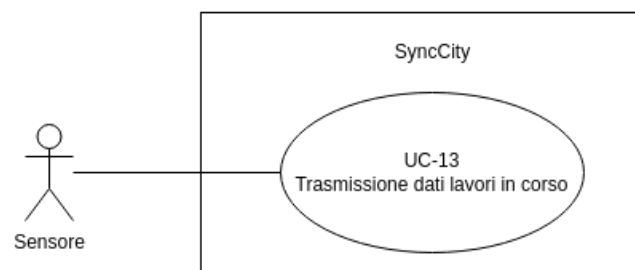 SyncCity
UC-13
Trasmissione dati lavori in corso
Sensore